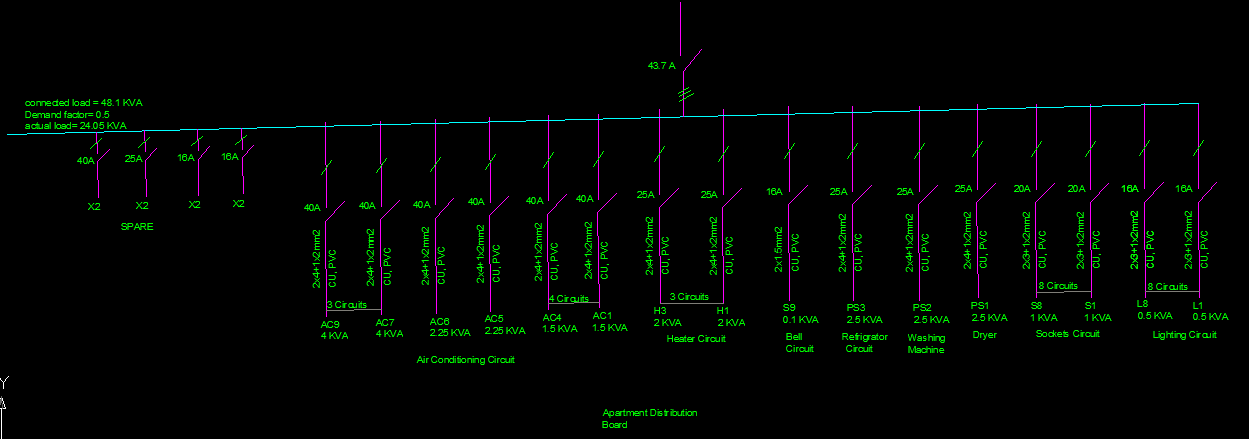 43.7 A
connected load = 48.1 KVA
Demand factor= 0.5
actual load= 24.05 KVA
40A
25A
16A
16A
X2
X2
X2
X2
SPARE
40A
40A
40A
40A
40A
40A
25A
25A
16A
25A
25A
25A
20A
20A
16A
16A
2x4+1x2mm2
CU, PVC
2x4+1x2mm2
CU, PVC
2x4+1x2mm2
CU, PVC
2x4+1x2mm2
CU, PVC
2x4+1x2mm2
CU, PVC
2x4+1x2mm2
CU, PVC
2x4+1x2mm2
CU, PVC
2x4+1x2mm2
CU, PVC
2x1.5mm2
CU, PVC
2x4+1x2mm2
CU, PVC
2x4+1x2mm2
CU, PVC
2x4+1x2mm2
CU, PVC
2x3+1x2mm2
CU, PVC
2x3+1x2mm2
CU, PVC
2x3+1x2mm2
CU, PVC
2x3+1x2mm2
CU, PVC
3 Circuits
4 Circuits
3 Circuits
8 Circuits
8 Circuits
AC9
4 KVA
AC7
4 KVA
AC6
2.25 KVA
AC5
2.25 KVA
AC4
1.5 KVA
AC1
1.5 KVA
H3
2 KVA
H1
2 KVA
S9
0.1 KVA
PS3
2.5 KVA
PS2
2.5 KVA
PS1
2.5 KVA
S8
1 KVA
S1
1 KVA
L8
0.5 KVA
L1
0.5 KVA
Air Conditioning Circuit
Heater Circuit
Bell
Circuit
Refrigrator
Circuit
Washing
Machine
Dryer
Sockets Circuit
Lighting Circuit
Y
Apartment Distribution
Board